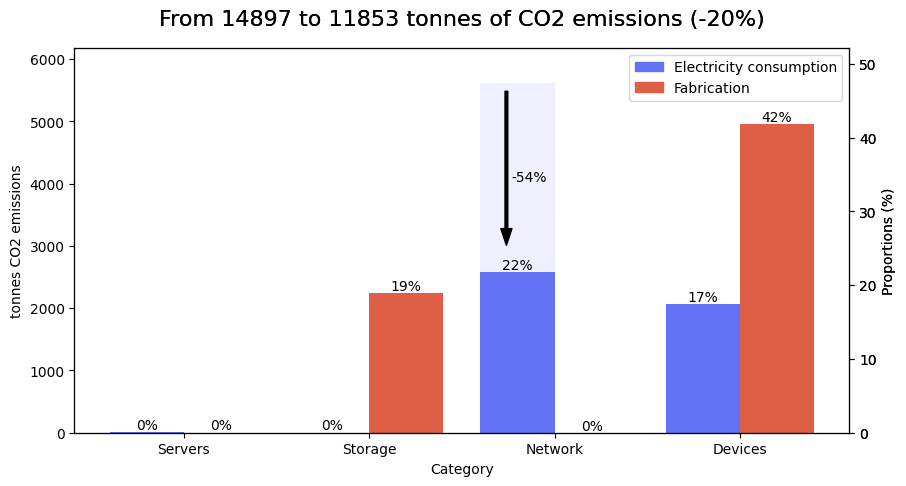 From 14897 to 11853 tonnes of CO2 emissions (-20%)
Electricity consumption
Fabrication
tonnes CO2 emissions
6000
5000
4000
3000
2000
1000
0
0%
0%
0%
19%
-54%
22%
0%
17%
42%
50
40
30
20
10
0
Proportions (%)
Servers
Storage
Network
Devices
Category